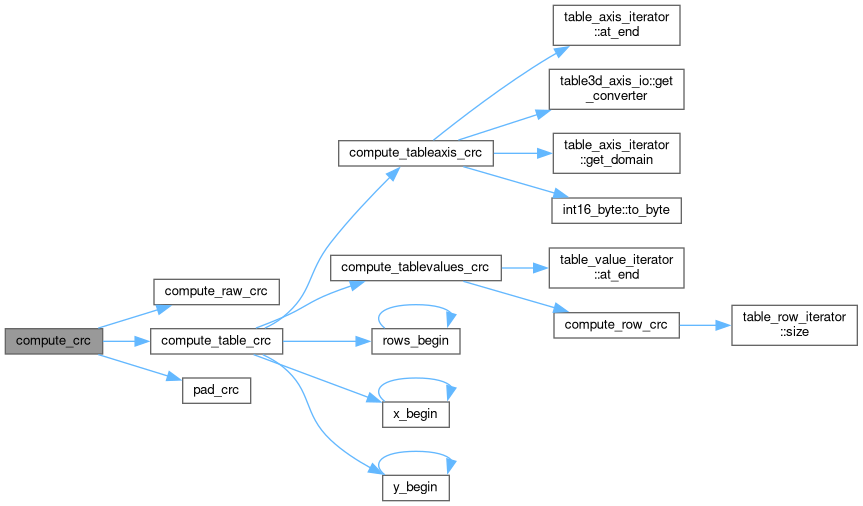 table_axis_iterator
::at_end
table3d_axis_io::get
_converter
compute_tableaxis_crc
table_axis_iterator
::get_domain
int16_byte::to_byte
compute_tablevalues_crc
table_value_iterator
::at_end
compute_raw_crc
compute_row_crc
table_row_iterator
::size
compute_crc
compute_table_crc
rows_begin
pad_crc
x_begin
y_begin